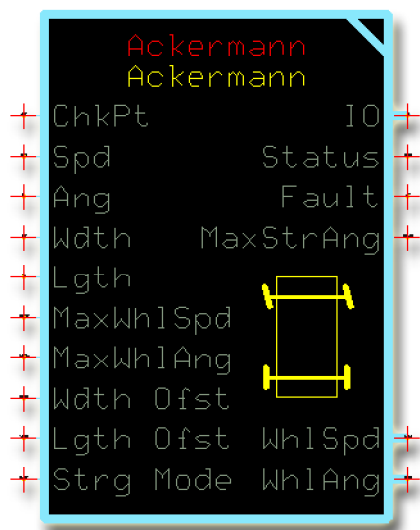 Ackermann
Ackermann
ChkPt IO
Spd Status
Ang Fault
Wdth MaxStrAng
Lgth
MaxWhlSpd
MaxWhlAng
Wdth Ofst
Lgth Ofst WhlSpd
Strg Mode WhlAng